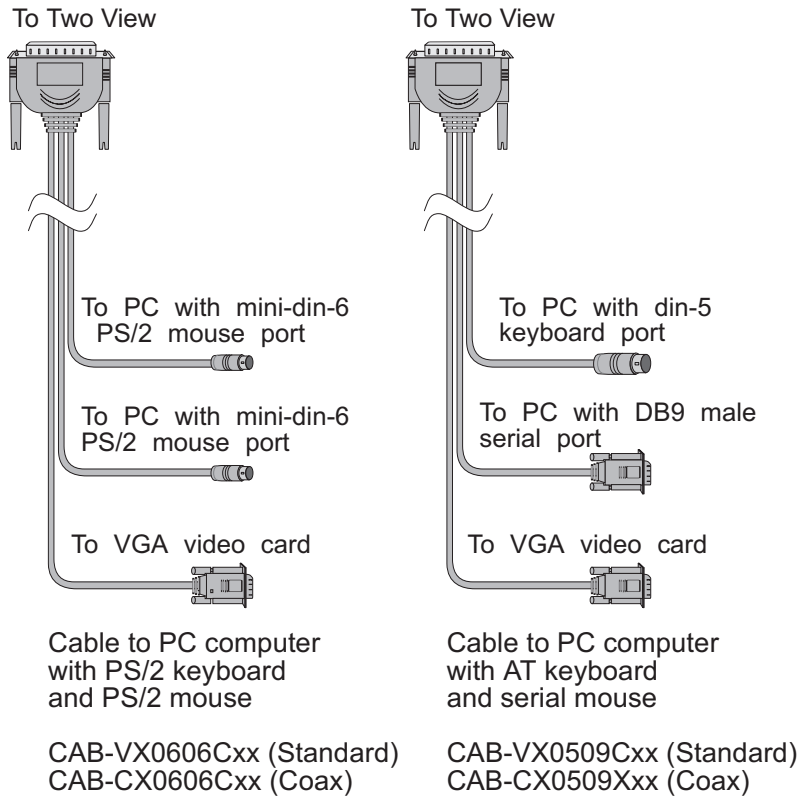 To Two View
To PC with mini-din-6
PS/2 mouse port
To PC with mini-din-6
PS/2 mouse port
To VGA video card
Cable to PC computer
with PS/2 keyboard
and PS/2 mouse
CAB-VX0606Cxx (Standard)
CAB-CX0606Cxx (Coax)
To Two View
To PC with din-5
keyboard port
To PC with DB9 male
serial port
To VGA video card
Cable to PC computer
with AT keyboard
and serial mouse
CAB-VX0509Cxx (Standard)
CAB-CX0509Xxx (Coax)